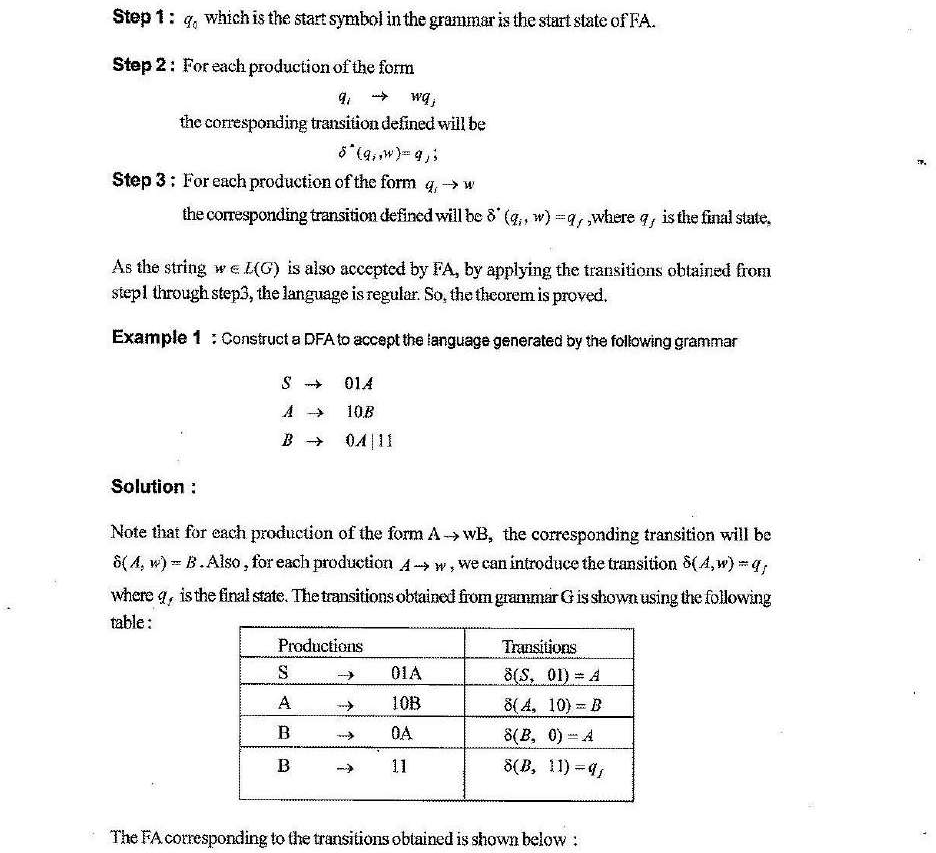 Step 1 : q₀ which is the start symbol in the grammar is the start state of FA.
Step 2 : For each production of the form
qᵢ → wqⱼ
the corresponding transition defined will be
δ*(qᵢ,w)= qⱼ;
Step 3 : For each production of the form qᵢ → w
the corresponding transition defined will be δ* (qᵢ, w) =q_f ,where q_f is the final state.
As the string w ∈ L(G) is also accepted by FA, by applying the transitions obtained from
step1 through step3, the language is regular. So, the theorem is proved.
Example 1 : Construct a DFA to accept the language generated by the following grammar
S → 01A
A → 10B
B → 0A|11
Solution :
Note that for each production of the form A → wB, the corresponding transition will be
δ( A, w) = B . Also , for each production A → w , we can introduce the transition δ(A,w) = q_f
where q_f is the final state. The transitions obtained from grammar G is shown using the following
table :
Productions Transitions
S → 01A δ(S, 01) = A
A → 10B δ( A, 10) = B
B → 0A δ(B, 0) = A
B → 11 δ(B, 11) = q_f
The FA corresponding to the transitions obtained is shown below :